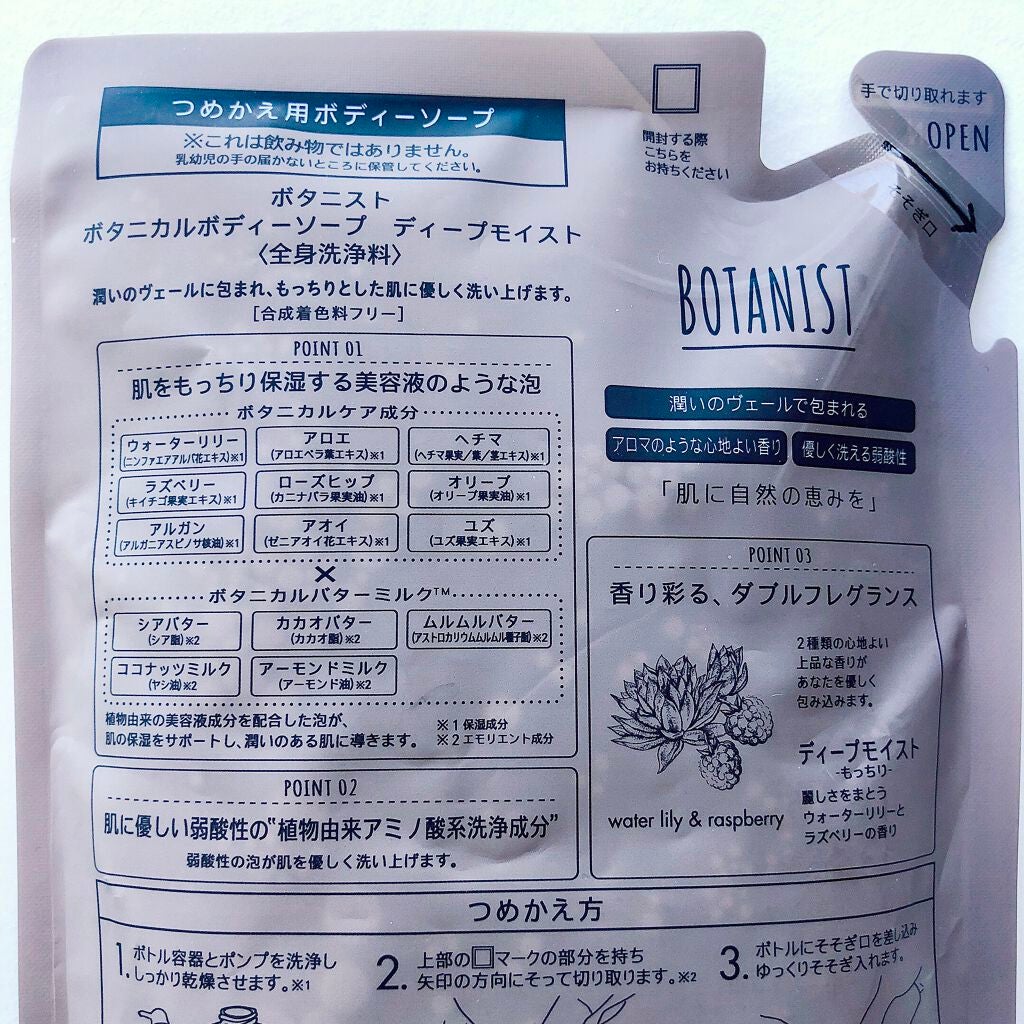 つめかえ用ボディーソープ
※これは飲み物ではありません。
乳幼児の手の届かないところに保管してください。
開封する際
こちらを
お持ちください
手で切り取れます
OPEN
そそぎ口
ボタニスト
ボタニカルボディーソープ ディープモイスト
〈全身洗浄料〉
潤いのヴェールに包まれ、もっちりとした肌に優しく洗い上げます。
[合成着色料フリー]
POINT 01
肌をもっちり保湿する美容液のような泡
ボタニカルケア成分
ウォーターリリー
(ニンファエアアルバ花エキス)※1
アロエ
(アロエベラ葉エキス)※1
ヘチマ
(ヘチマ果実/葉/茎エキス)※1
ラズベリー
(キイチゴ果実エキス)※1
ローズヒップ
(カニナバラ果実油)※1
オリーブ
(オリーブ果実油)※1
アルガン
(アルガニアスピノサ核油)※1
アオイ
(ゼニアオイ花エキス)※1
ユズ
(ユズ果実エキス)※1
×
ボタニカルバターミルク™
シアバター
(シア脂)※2
カカオバター
(カカオ脂)※2
ムルムルバター
(アストロカリウムムルムル種子脂)※2
ココナッツミルク
(ヤシ油)※2
アーモンドミルク
(アーモンド油)※2
植物由来の美容液成分を配合した泡が、
肌の保湿をサポートし、潤いのある肌に導きます。
※1 保湿成分
※2 エモリエント成分
POINT 02
肌に優しい弱酸性の“植物由来アミノ酸系洗浄成分”
弱酸性の泡が肌を優しく洗い上げます。
BOTANIST
潤いのヴェールで包まれる
アロマのような心地よい香り
優しく洗える弱酸性
「肌に自然の恵みを」
POINT 03
香り彩る、ダブルフレグランス
2種類の心地よい
上品な香りが
あなたを優しく
包み込みます。
ディープモイスト
-もっちり-
麗しさをまとう
ウォーターリリーと
ラズベリーの香り
water lily & raspberry
つめかえ方
1. ボトル容器とポンプを洗浄し
しっかり乾燥させます。※1
2. 上部の□マークの部分を持ち
矢印の方向にそって切り取ります。※2
3. ボトルにそそぎ口を差し込み
ゆっくりそそぎ入れます。